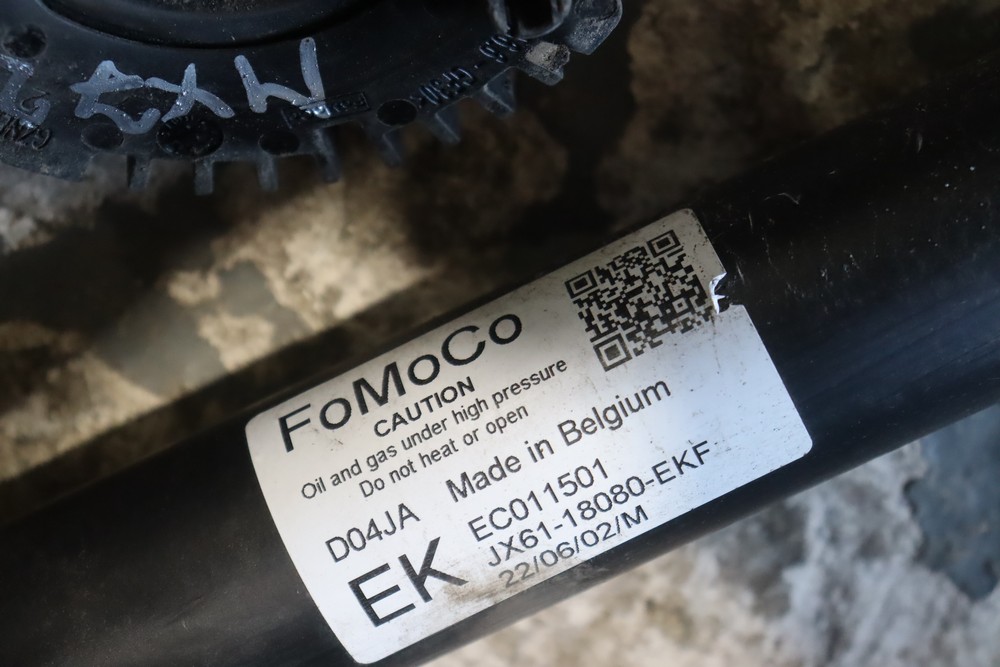 FoMoCo
CAUTION
Oil and gas under high pressure
Do not heat or open
Made in Belgium
D04JA
EC011501
EK
JX61-18080-EKF
22/06/02/M